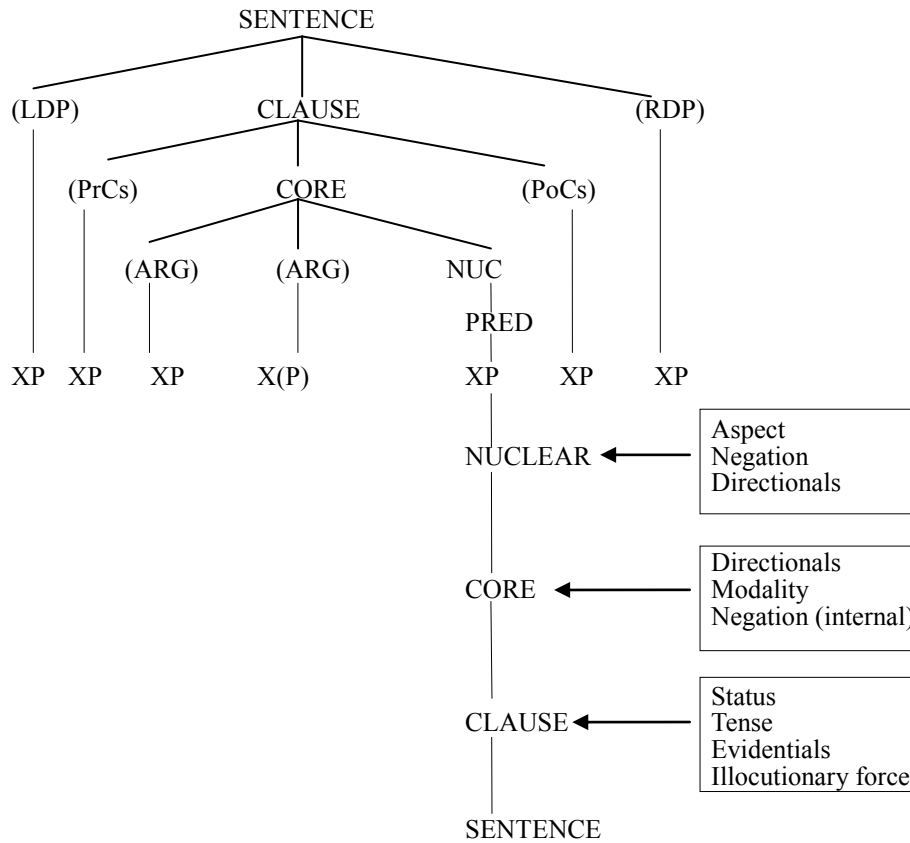 SENTENCE
(LDP) CLAUSE (RDP)
(PrCs) CORE (PoCs)
(ARG) (ARG) NUC
PRED
XP XP XP X(P) XP XP XP
Aspect
NUCLEAR Negation
Directionals
Directionals
CORE Modality
Negation (internal)
Status
CLAUSE Tense
Evidentials
Illocutionary force
SENTENCE